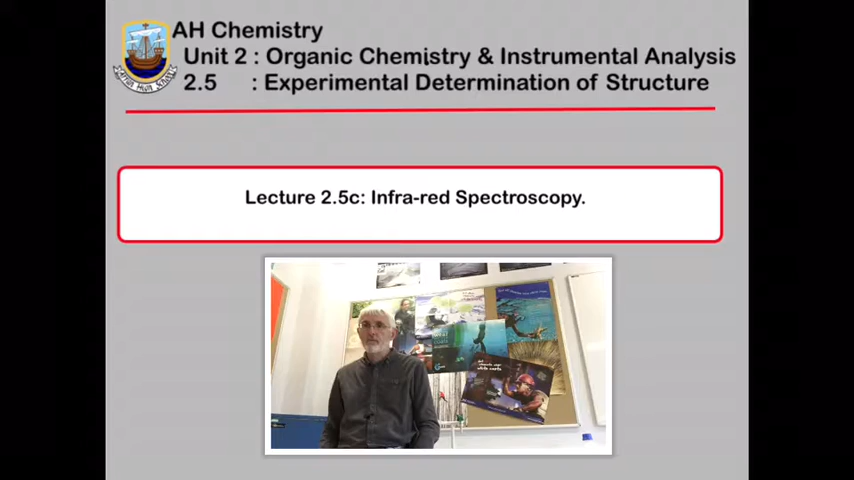 AH Chemistry
Unit 2 : Organic Chemistry & Instrumental Analysis
2.5 : Experimental Determination of Structure
Lecture 2.5c: Infra-red Spectroscopy.